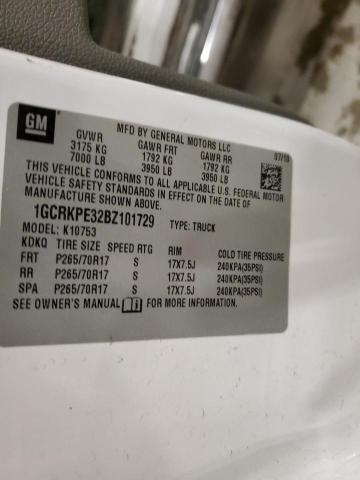 GM
MFD BY GENERAL MOTORS LLC 07/10
GVWR GAWR FRT GAWR RR
3175 KG 1792 KG 1792 KG
7000 LB 3950 LB 3950 LB
THIS VEHICLE CONFORMS TO ALL APPLICABLE U.S. FEDERAL MOTOR
VEHICLE SAFETY STANDARDS IN EFFECT ON THE DATE OF
MANUFACTURE SHOWN ABOVE.
1GCRKPE32BZ101729 TYPE: TRUCK
MODEL: K10753
KDKQ TIRE SIZE SPEED RTG RIM COLD TIRE PRESSURE
FRT P265/70R17 S 17X7.5J 240KPA(35PSI)
RR P265/70R17 S 17X7.5J 240KPA(35PSI)
SPA P265/70R17 S 17X7.5J 240KPA(35PSI)
SEE OWNER'S MANUAL FOR MORE INFORMATION.